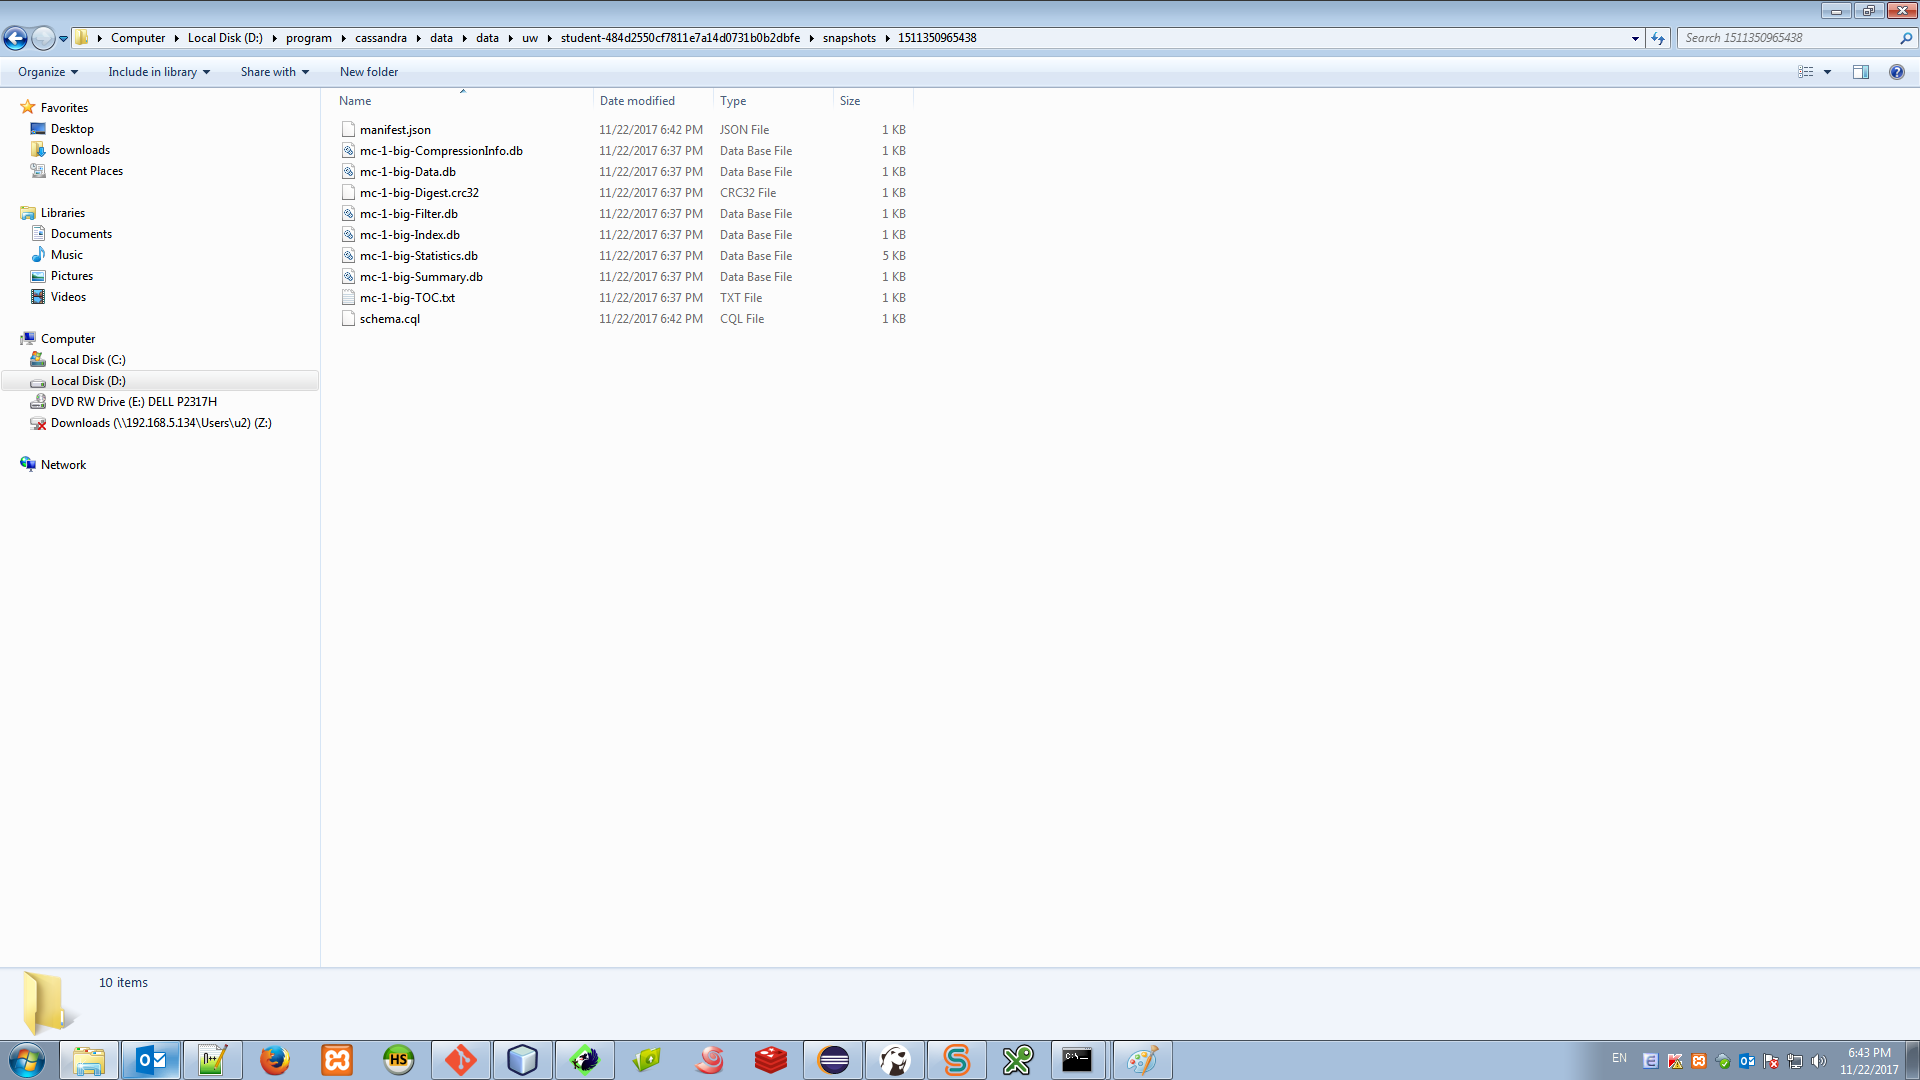 Computer Local Disk (D:) program cassandra data data uw student-484d2550cf7811e7a14d0731b0b2dbfe snapshots 1511350965438 Search 1511350965438
Organize Include in library Share with New folder
Favorites
Desktop
Downloads
Recent Places
Libraries
Documents
Music
Pictures
Videos
Computer
Local Disk (C:)
Local Disk (D:)
DVD RW Drive (E:) DELL P2317H
Downloads (\\192.168.5.134\Users\u2) (Z:)
Network
Name Date modified Type Size
manifest.json 11/22/2017 6:42 PM JSON File 1 KB
mc-1-big-CompressionInfo.db 11/22/2017 6:37 PM Data Base File 1 KB
mc-1-big-Data.db 11/22/2017 6:37 PM Data Base File 1 KB
mc-1-big-Digest.crc32 11/22/2017 6:37 PM CRC32 File 1 KB
mc-1-big-Filter.db 11/22/2017 6:37 PM Data Base File 1 KB
mc-1-big-Index.db 11/22/2017 6:37 PM Data Base File 1 KB
mc-1-big-Statistics.db 11/22/2017 6:37 PM Data Base File 5 KB
mc-1-big-Summary.db 11/22/2017 6:37 PM Data Base File 1 KB
mc-1-big-TOC.txt 11/22/2017 6:37 PM TXT File 1 KB
schema.cql 11/22/2017 6:42 PM CQL File 1 KB
10 items
HS
EN
6:43 PM
11/22/2017